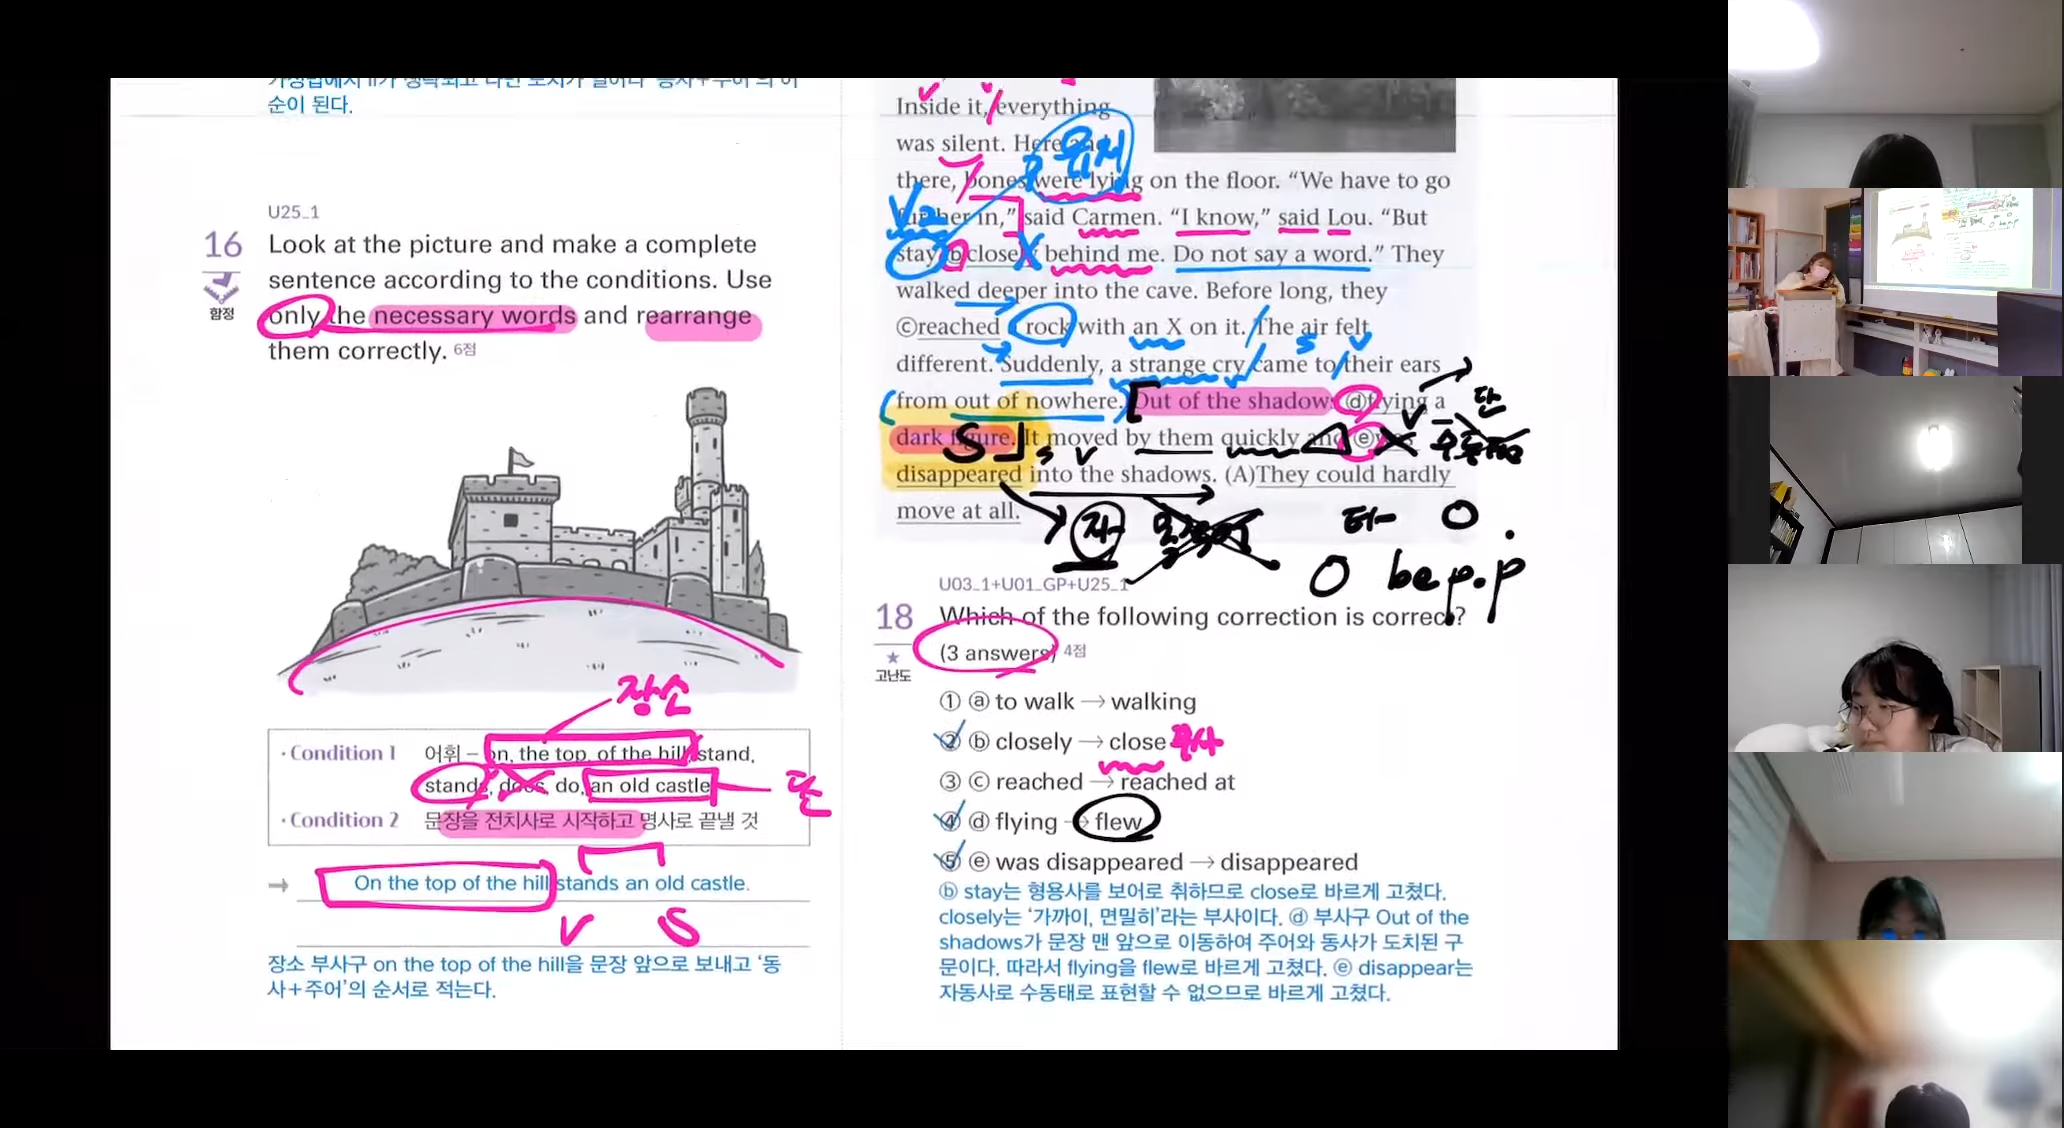 순이 된다.
U25_1
16
함정
Look at the picture and make a complete
sentence according to the conditions. Use
only the necessary words and rearrange
them correctly. 6점
장소
· Condition 1 어휘 – on, the top, of the hill, stand,
stands, does, do, an old castle
단
· Condition 2 문장을 전치사로 시작하고 명사로 끝낼 것
→ On the top of the hill stands an old castle.
V S
장소 부사구 on the top of the hill을 문장 앞으로 보내고 ‘동
사+주어’의 순서로 적는다.
Inside it, everything
was silent. Here and
there, bones were lying on the floor. “We have to go
further in,” said Carmen. “I know,” said Lou. “But
stay ⓑclosely behind me. Do not say a word.” They
walked deeper into the cave. Before long, they
ⓒreached a rock with an X on it. The air felt
different. Suddenly, a strange cry came to their ears
from out of nowhere. Out of the shadows ⓓflying a
dark figure. It moved by them quickly and ⓔ
disappeared into the shadows. (A)They could hardly
move at all.
타 O
O be p.p
U03_1+U01_GP+U25_1
18
고난도
Which of the following correction is correct?
(3 answers) 4점
① ⓐ to walk → walking
② ⓑ closely → close
③ ⓒ reached → reached at
④ ⓓ flying → flew
⑤ ⓔ was disappeared → disappeared
ⓑ stay는 형용사를 보어로 취하므로 close로 바르게 고쳤다.
closely는 ‘가까이, 면밀히’라는 부사이다. ⓓ 부사구 Out of the
shadows가 문장 맨 앞으로 이동하여 주어와 동사가 도치된 구
문이다. 따라서 flying을 flew로 바르게 고쳤다. ⓔ disappear는
자동사로 수동태로 표현할 수 없으므로 바르게 고쳤다.